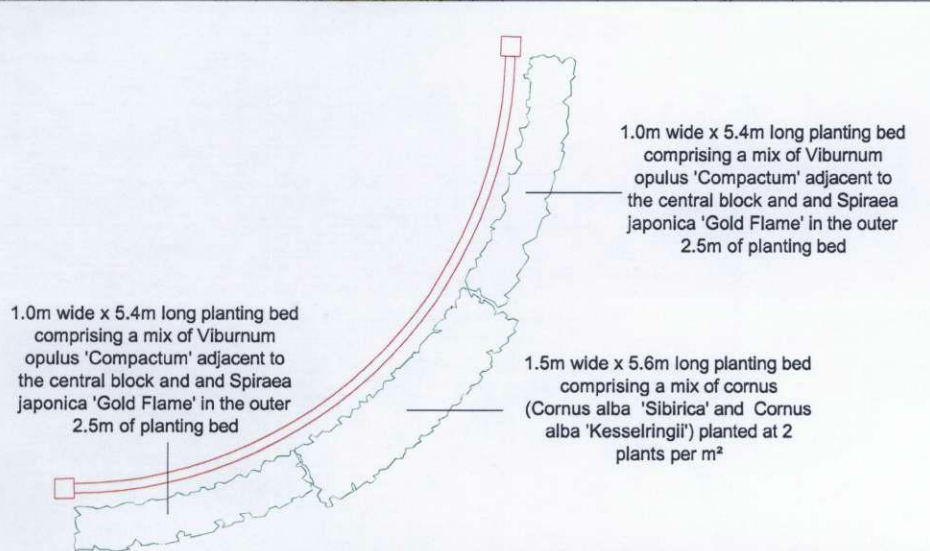 1.0m wide x 5.4m long planting bed
comprising a mix of Viburnum
opulus 'Compactum' adjacent to
the central block and and Spiraea
japonica 'Gold Flame' in the outer
2.5m of planting bed
1.0m wide x 5.4m long planting bed
comprising a mix of Viburnum
opulus 'Compactum' adjacent to
the central block and and Spiraea
japonica 'Gold Flame' in the outer
2.5m of planting bed
1.5m wide x 5.6m long planting bed
comprising a mix of cornus
(Cornus alba 'Sibirica' and Cornus
alba 'Kesselringii') planted at 2
plants per m²